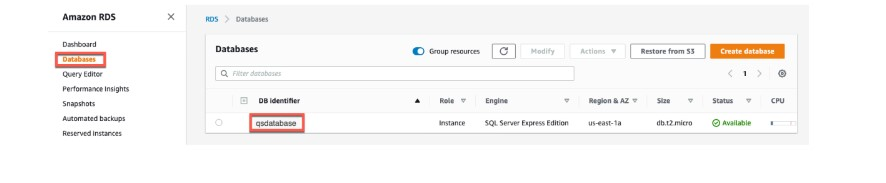 Amazon RDS
Dashboard
Databases
Query Editor
Performance Insights
Snapshots
Automated backups
Reserved instances
RDS > Databases
Databases
Group resources
Modify
Actions
Restore from S3
Create database
Filter databases
1
DB identifier Role Engine Region & AZ Size Status CPU
qsdatabase Instance SQL Server Express Edition us-east-1a db.t2.micro Available